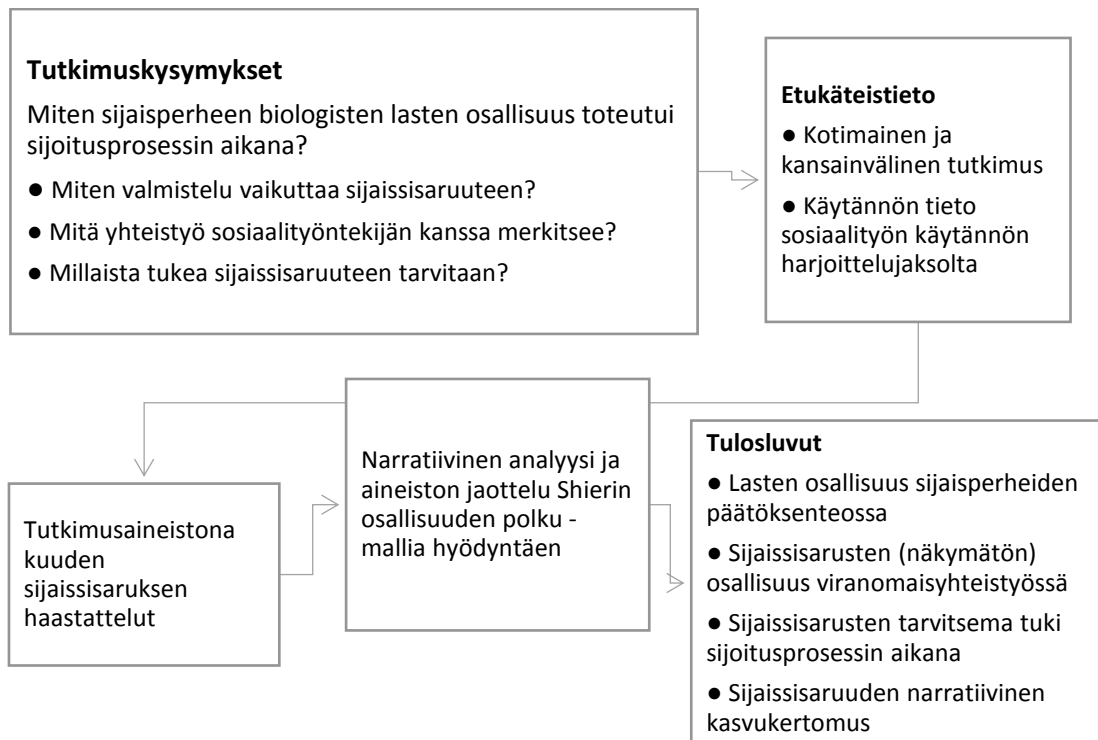 Tutkimuskysymykset
Miten sijaisperheen biologisten lasten osallisuus toteutui
sijoitusprosessin aikana?
● Miten valmistelu vaikuttaa sijaissisaruuteen?
● Mitä yhteistyö sosiaalityöntekijän kanssa merkitsee?
● Millaista tukea sijaissisaruuteen tarvitaan?
Etukäteistieto
● Kotimainen ja
kansainvälinen tutkimus
● Käytännön tieto
sosiaalityön käytännön
harjoittelujaksolta
Tutkimusaineistona
kuuden
sijaissisaruksen
haastattelut
Narratiivinen analyysi ja
aineiston jaottelu Shierin
osallisuuden polku -
mallia hyödyntäen
Tulosluvut
● Lasten osallisuus sijaisperheiden
päätöksenteossa
● Sijaissisarusten (näkymätön)
osallisuus viranomaisyhteistyössä
● Sijaissisarusten tarvitsema tuki
sijoitusprosessin aikana
● Sijaissisaruuden narratiivinen
kasvukertomus